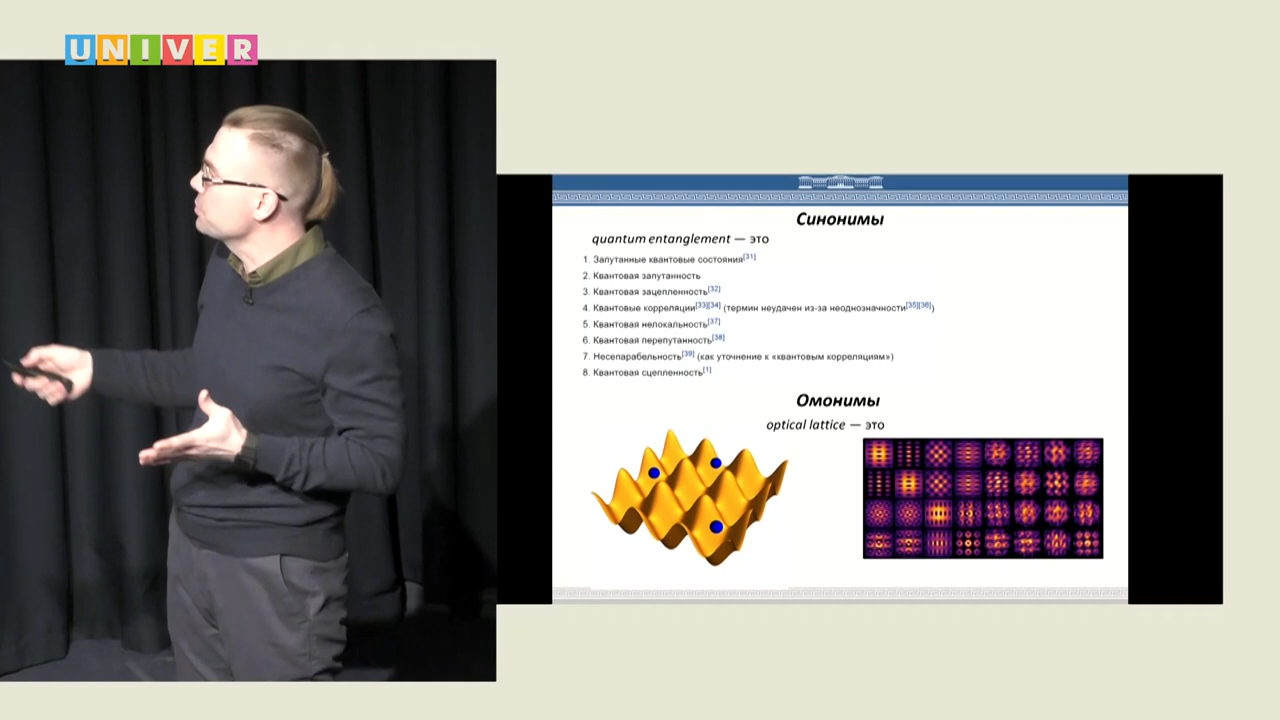 UNIVER
Синонимы
quantum entanglement — это
1. Запутанные квантовые состояния[31]
2. Квантовая запутанность
3. Квантовая зацепленность[32]
4. Квантовые корреляции[33][34] (термин неудачен из-за неоднозначности[35][36])
5. Квантовая нелокальность[37]
6. Квантовая перепутанность[38]
7. Несепарабельность[39] (как уточнение к «квантовым корреляциям»)
8. Квантовая сцепленность[1]
Омонимы
optical lattice — это